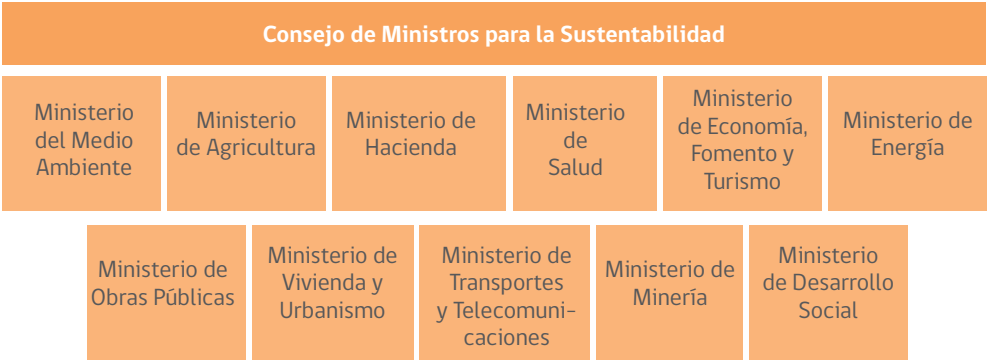 Consejo de Ministros para la Sustentabilidad
Ministerio
del Medio
Ambiente
Ministerio
de Agricultura
Ministerio de
Hacienda
Ministerio
de
Salud
Ministerio
de Economía,
Fomento y
Turismo
Ministerio de
Energía
Ministerio de
Obras Públicas
Ministerio de
Vivienda y
Urbanismo
Ministerio de
Transportes
y Telecomuni-
caciones
Ministerio de
Minería
Ministerio
de Desarrollo
Social